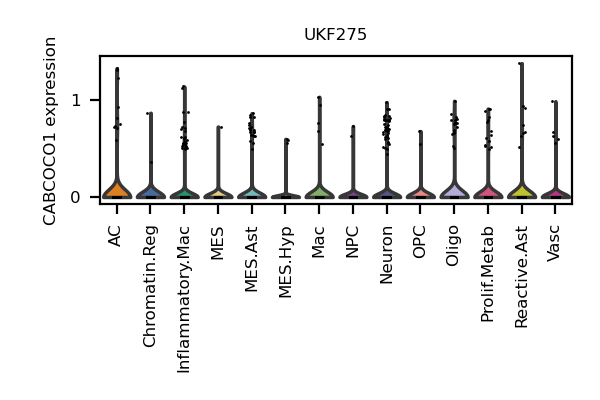 UKF275
CABCOCO1 expression
1
0
AC
Chromatin.Reg
Inflammatory.Mac
MES
MES.Ast
MES.Hyp
Mac
NPC
Neuron
OPC
Oligo
Prolif.Metab
Reactive.Ast
Vasc